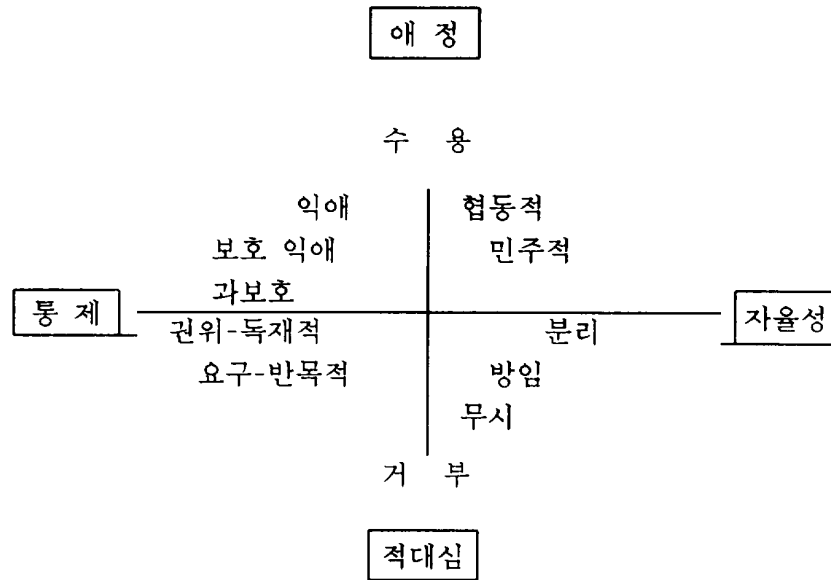 애 정
수 용
익애 협동적
보호 익애 민주적
과보호
통 제 자율성
권위-독재적 분리
요구-반목적 방임
무시
거 부
적대심